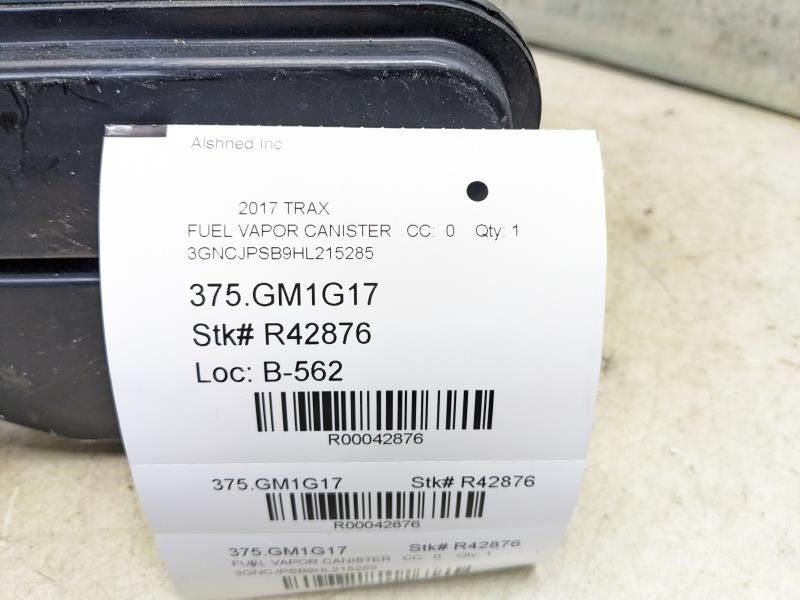 Alshned Inc
2017 TRAX
FUEL VAPOR CANISTER CC: 0 Qty: 1
3GNCJPSB9HL215285
375.GM1G17
Stk# R42876
Loc: B-562
R00042876
375.GM1G17 Stk# R42876
R00042876
375.GM1G17 Stk# R42876
FUEL VAPOR CANISTER CC: 0 Qty: 1
3GNCJPSB9HL215285